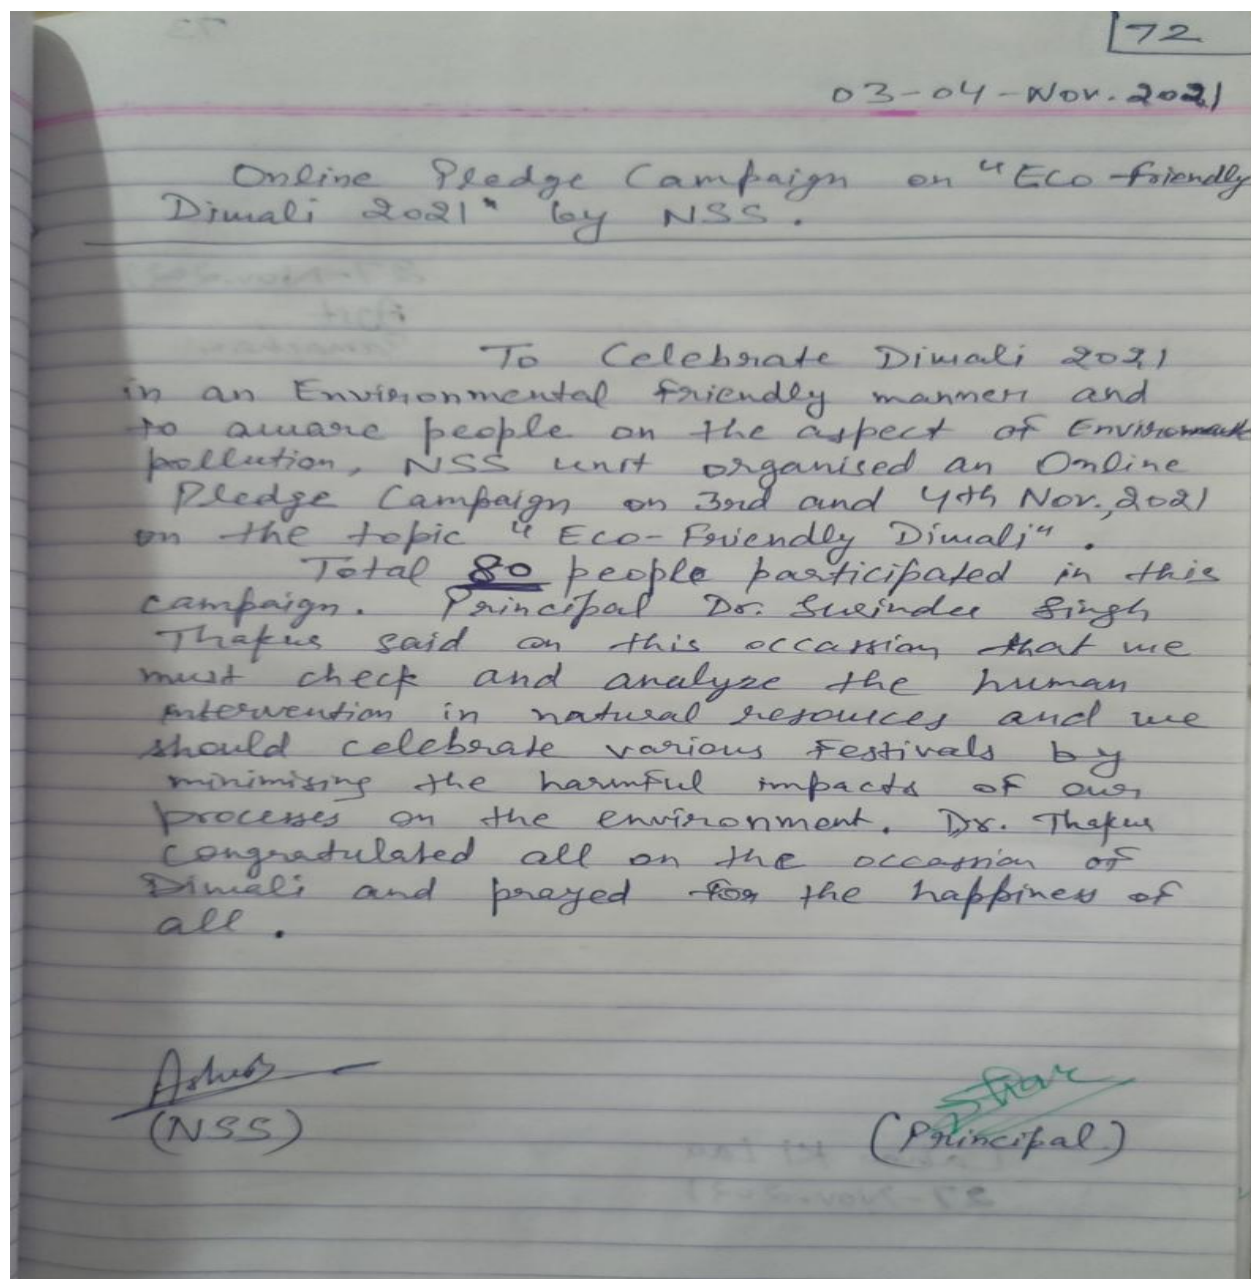 72
03-04-Nov. 2021
Online Pledge Campaign on "Eco-friendly
Diwali 2021" by NSS.
To Celebrate Diwali 2021
in an Environmental friendly manner and
to aware people on the aspect of Environment
pollution, NSS unit organised an Online
Pledge Campaign on 3rd and 4th Nov., 2021
on the topic "Eco-Friendly Diwali".
Total 80 people participated in this
campaign. Principal Dr. Surinder Singh
Thakur said on this occassion that we
must check and analyze the human
intervention in natural resources and we
should celebrate various Festivals by
minimising the harmful impacts of our
processes on the environment. Dr. Thakur
Congratulated all on the occassion of
Diwali and prayed for the happiness of
all.
(NSS)
(Principal)